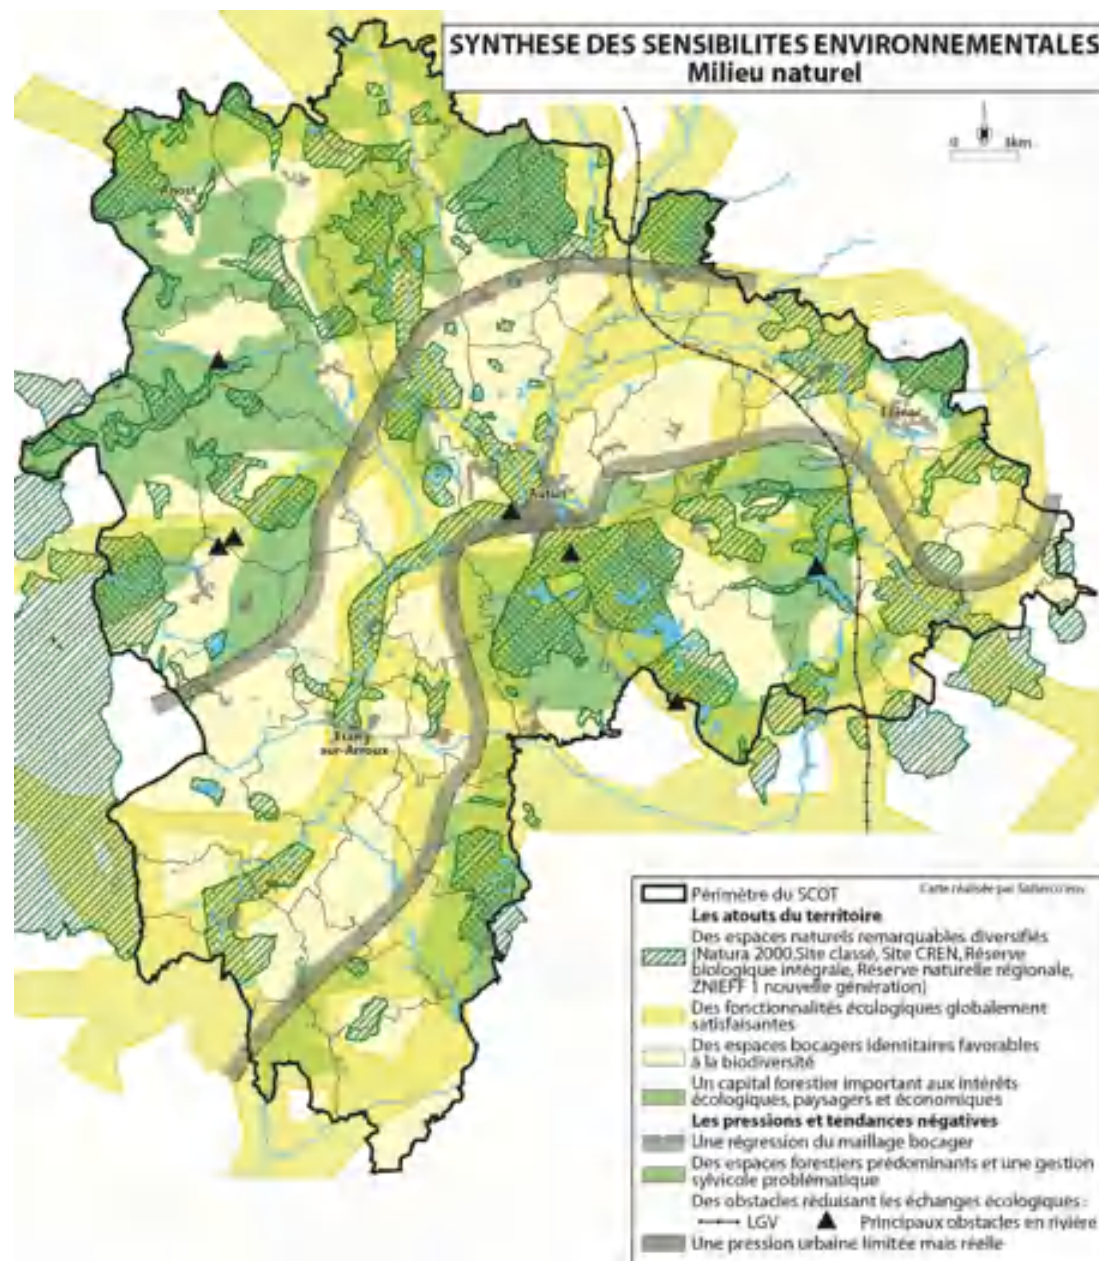 SYNTHESE DES SENSIBILITES ENVIRONNEMENTALES
Milieu naturel
0 3km
Anost
Epinac
Autun
Etang
sur-Arroux
Périmètre du SCOT
Carte réalisée par
Les atouts du territoire
Des espaces naturels remarquables diversifiés
(Natura 2000,Site classé, Site CREN, Réserve
biologique intégrale, Réserve naturelle régionale,
ZNIEFF 1 nouvelle génération)
Des fonctionnalités écologiques globalement
satisfaisantes
Des espaces bocagers identitaires favorables
à la biodiversité
Un capital forestier important aux intérêts
écologiques, paysagers et économiques
Les pressions et tendances négatives
Une régression du maillage bocager
Des espaces forestiers prédominants et une gestion
sylvicole problématique
Des obstacles réduisant les échanges écologiques :
LGV Principaux obstacles en rivière
Une pression urbaine limitée mais réelle